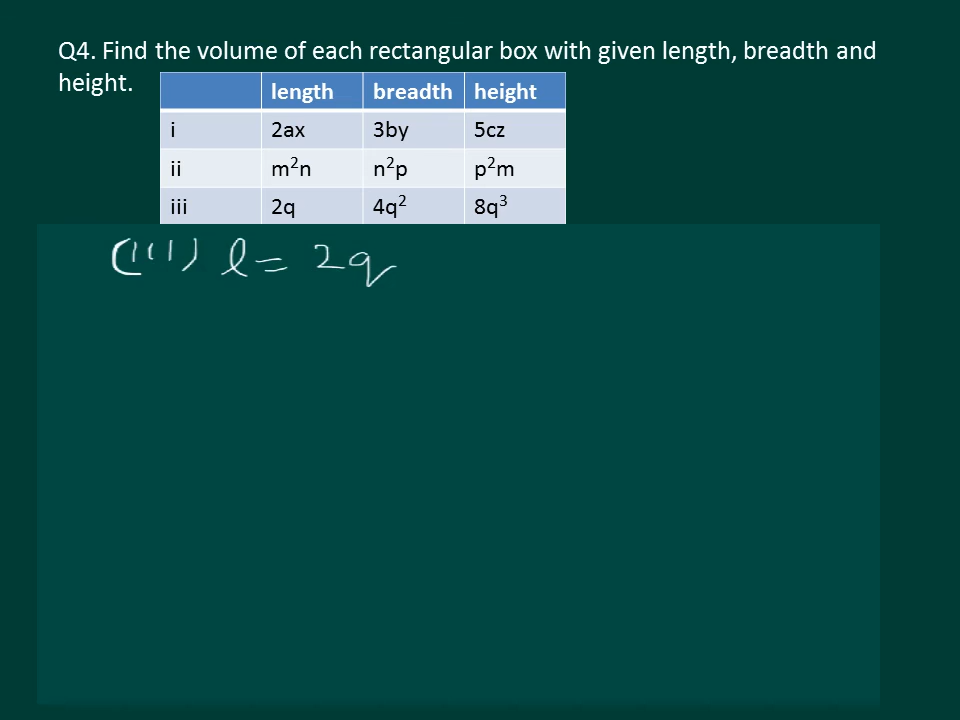 Q4. Find the volume of each rectangular box with given length, breadth and
height.
length breadth height
i 2ax 3by 5cz
ii m²n n²p p²m
iii 2q 4q² 8q³
(iii) l = 2q